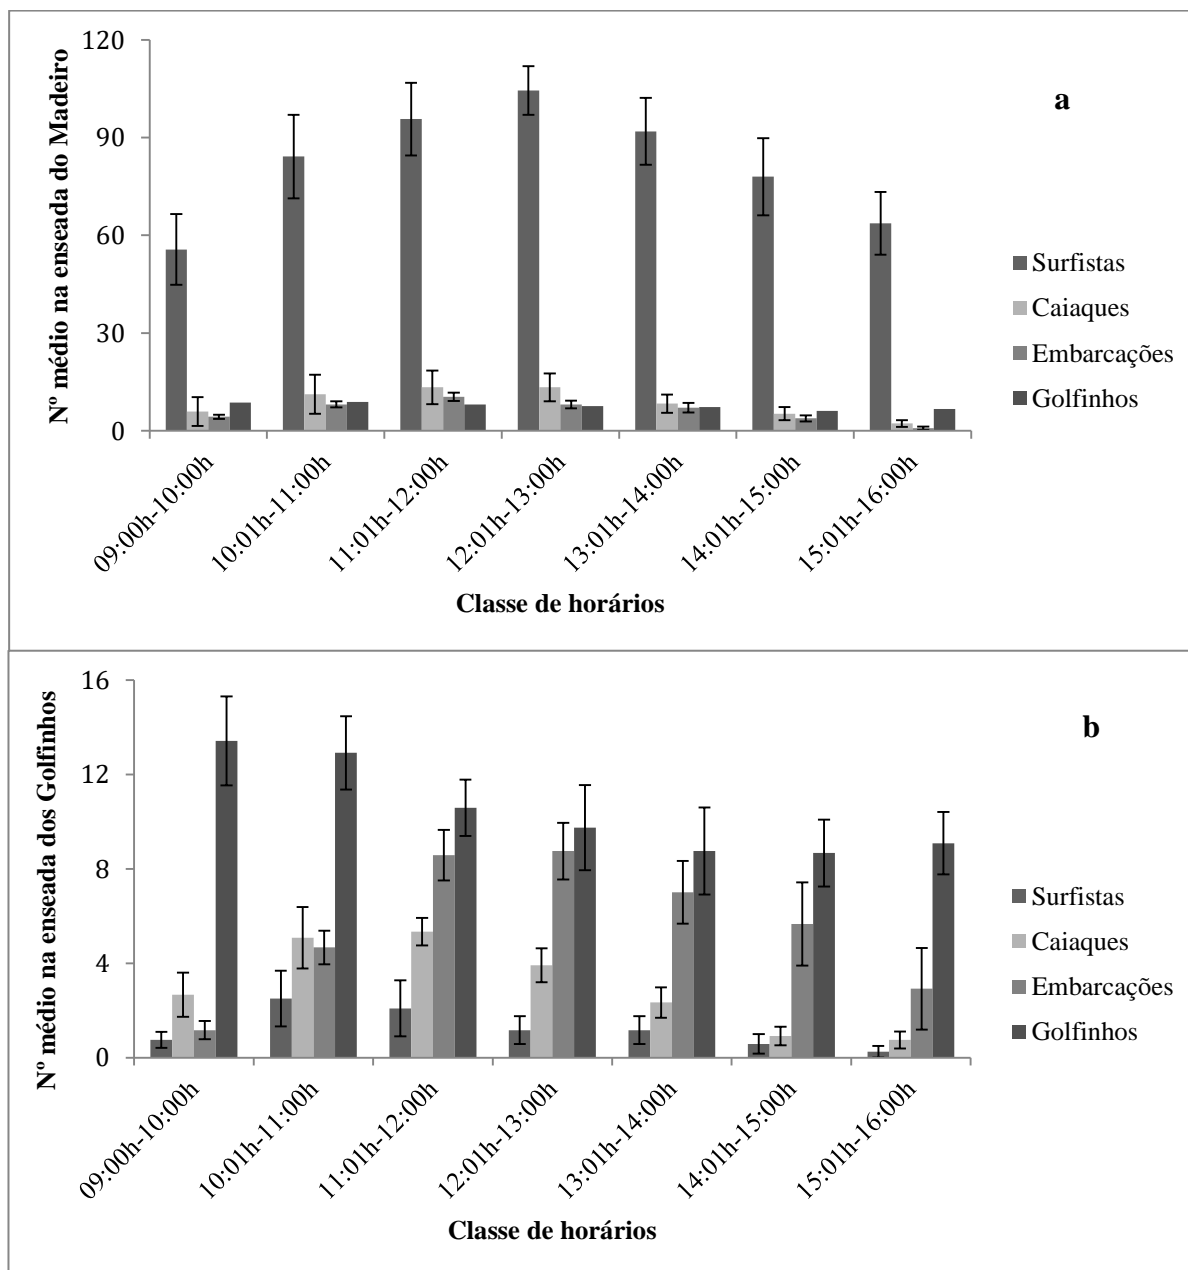 Nº médio na enseada do Madeiro
120
90
60
30
0
a
Surfistas
Caiaques
Embarcações
Golfinhos
09:00h-10:00h
10:01h-11:00h
11:01h-12:00h
12:01h-13:00h
13:01h-14:00h
14:01h-15:00h
15:01h-16:00h
Classe de horários
Nº médio na enseada dos Golfinhos
16
12
8
4
0
b
Surfistas
Caiaques
Embarcações
Golfinhos
09:00h-10:00h
10:01h-11:00h
11:01h-12:00h
12:01h-13:00h
13:01h-14:00h
14:01h-15:00h
15:01h-16:00h
Classe de horários